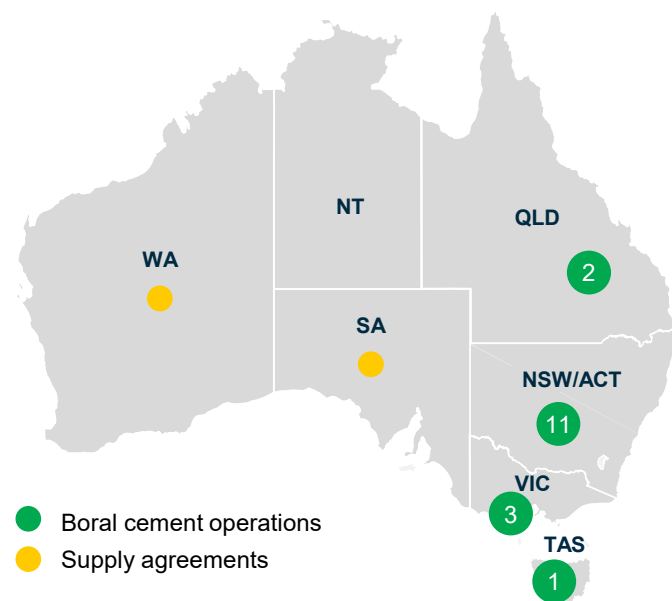 NT
QLD
WA
2
SA
NSW/ACT
11
VIC
3
Boral cement operations
TAS
Supply agreements
1